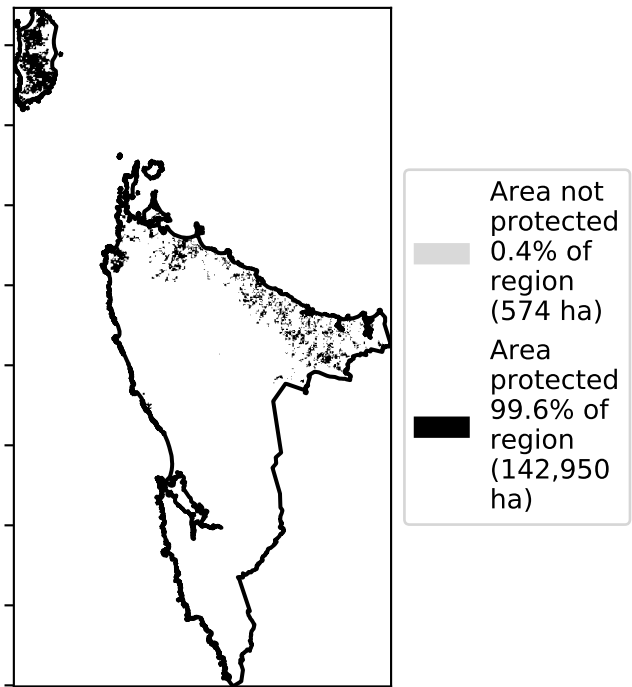 Area not
protected
0.4% of
region
(574 ha)
Area
protected
99.6% of
region
(142,950
ha)